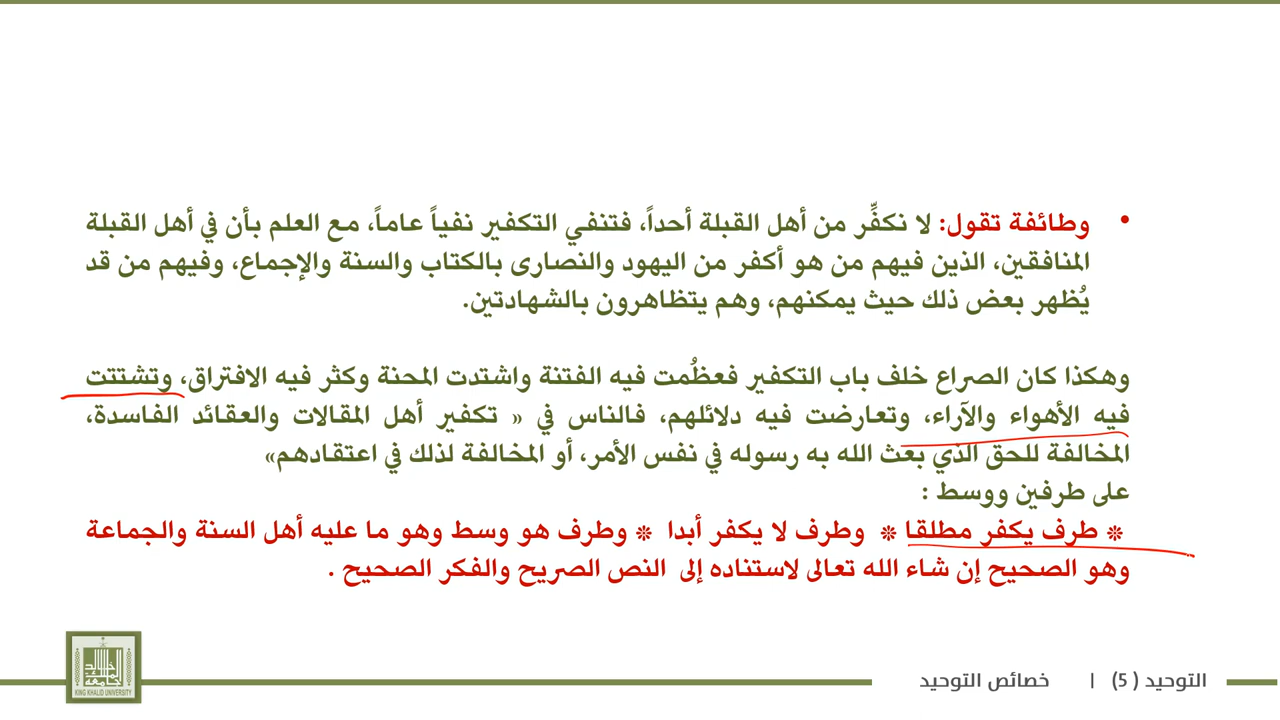 • وطائفة تقول: لا نكفِّر من أهل القبلة أحداً، فتنفي التكفير نفياً عاماً، مع العلم بأن في أهل القبلة
المنافقين، الذين فيهم من هو أكفر من اليهود والنصارى بالكتاب والسنة والإجماع، وفيهم من قد
يُظهر بعض ذلك حيث يمكنهم، وهم يتظاهرون بالشهادتين.
وهكذا كان الصراع خلف باب التكفير فعظُمت فيه الفتنة واشتدت المحنة وكثر فيه الافتراق، وتشتتت
فيه الأهواء والآراء، وتعارضت فيه دلائلهم، فالناس في « تكفير أهل المقالات والعقائد الفاسدة،
المخالفة للحق الذي بعث الله به رسوله في نفس الأمر، أو المخالفة لذلك في اعتقادهم»
على طرفين ووسط :
❊ طرف يكفر مطلقا ❊ وطرف لا يكفر أبدا ❊ وطرف هو وسط وهو ما عليه أهل السنة والجماعة
وهو الصحيح إن شاء الله تعالى لاستناده إلى النص الصريح والفكر الصحيح .
جامعة الملك خالد
KING KHALID UNIVERSITY
التوحيد ( 5) | خصائص التوحيد